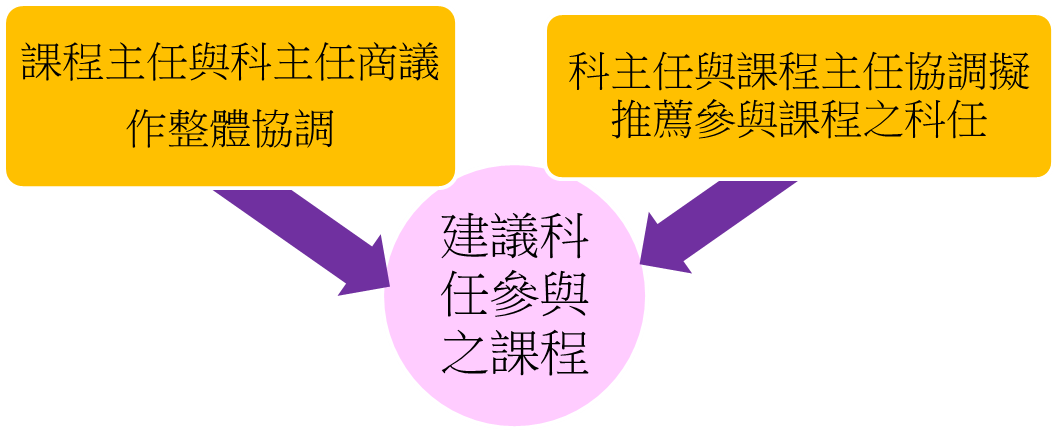 課程主任與科主任商議
作整體協調
科主任與課程主任協調擬
推薦參與課程之科任
建議科
任參與
之課程